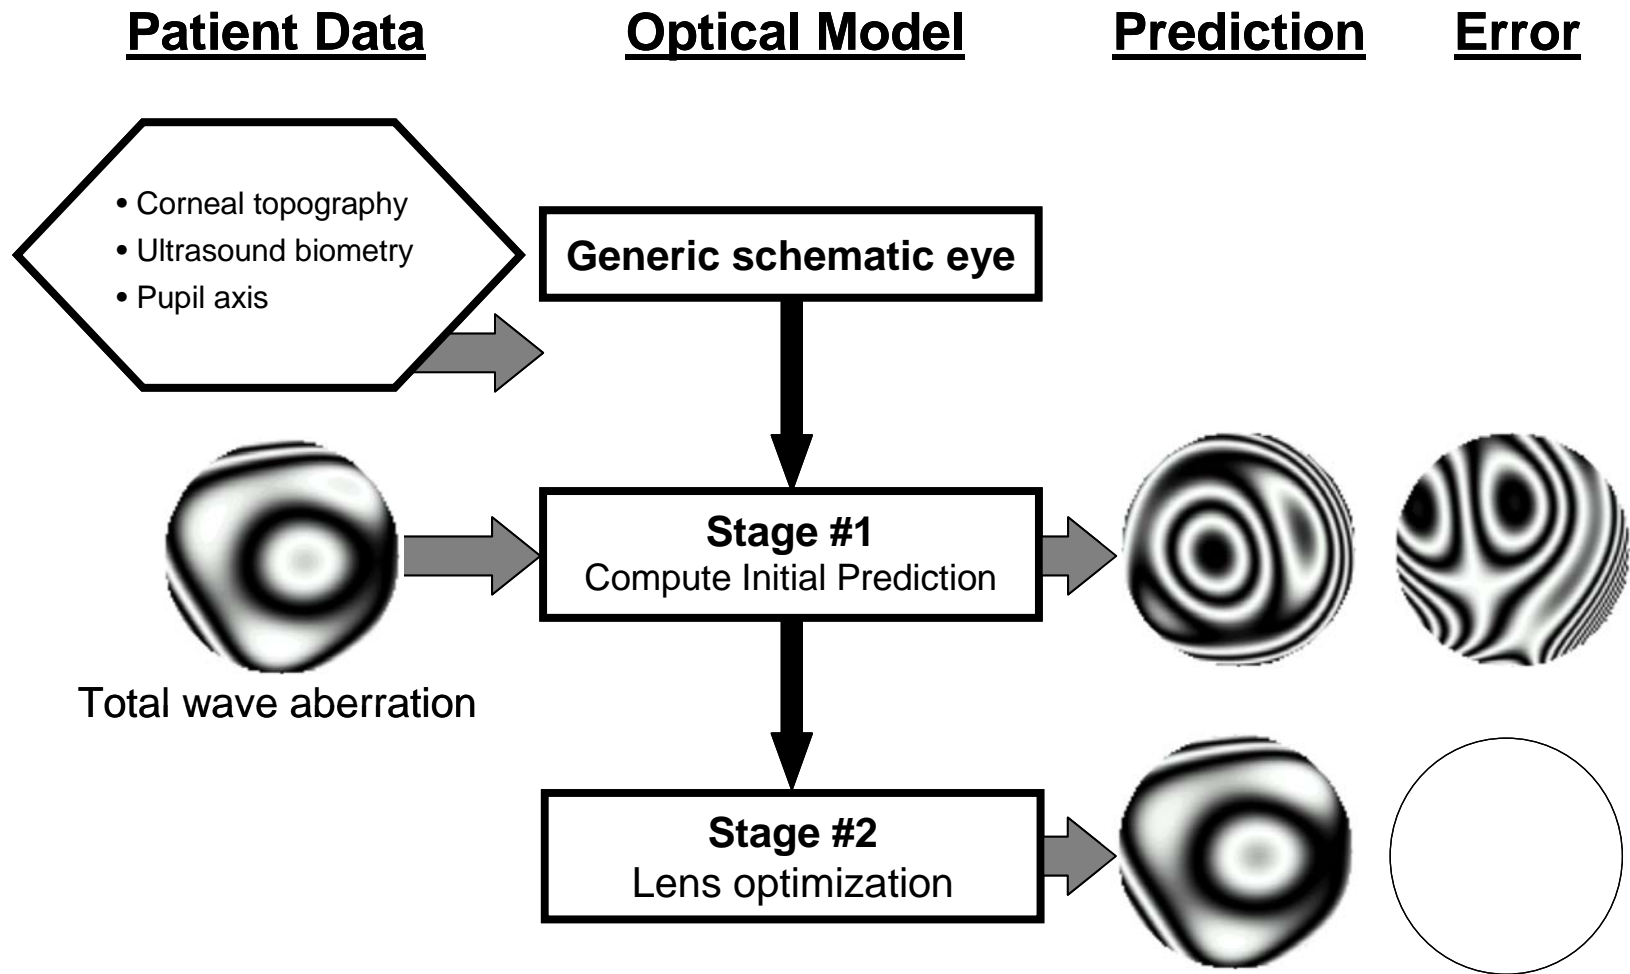 Patient Data
Optical Model
Prediction
Error
• Corneal topography
• Ultrasound biometry
• Pupil axis
Generic schematic eye
Stage #1
Compute Initial Prediction
Total wave aberration
Stage #2
Lens optimization